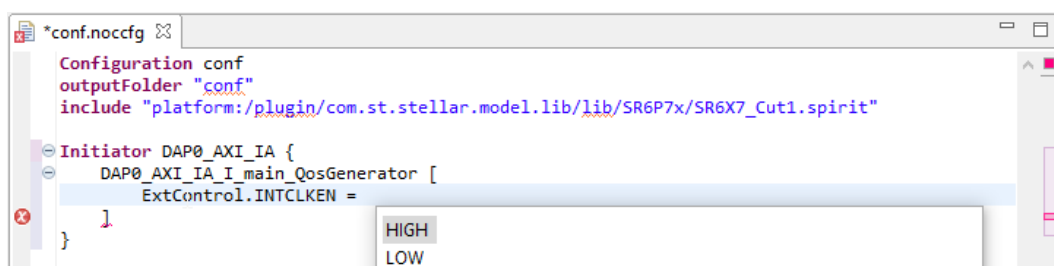 *conf.noccfg
Configuration conf
outputFolder "conf"
include "platform:/plugin/com.st.stellar.model.lib/lib/SR6P7x/SR6X7_Cut1.spirit"
Initiator DAP0_AXI_IA {
DAP0_AXI_IA_I_main_QosGenerator [
ExtControl.INTCLKEN =
]
}
HIGH
LOW